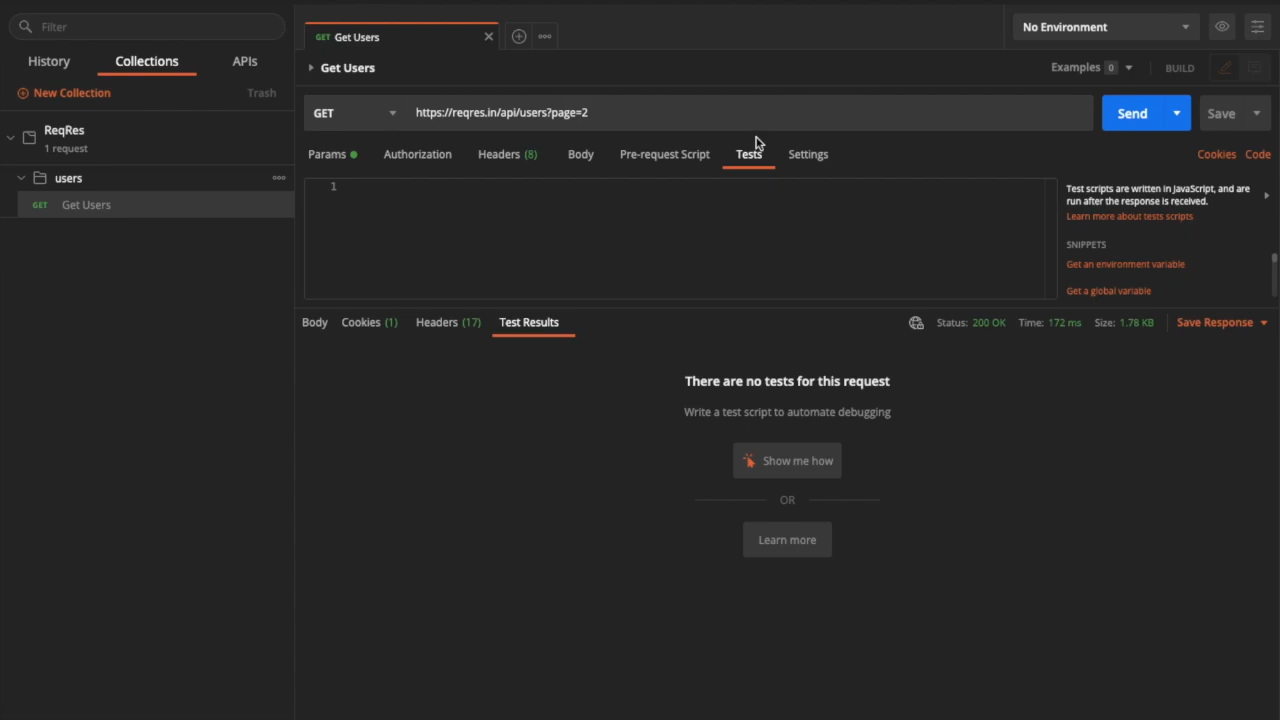 Filter
History Collections APIs
New Collection Trash
ReqRes
1 request
users
GET Get Users
GET Get Users
No Environment
Get Users
Examples 0
BUILD
GET https://reqres.in/api/users?page=2
Send
Save
Params Authorization Headers (8) Body Pre-request Script Tests Settings
Cookies Code
1
Test scripts are written in JavaScript, and are
run after the response is received.
Learn more about tests scripts
SNIPPETS
Get an environment variable
Get a global variable
Body Cookies (1) Headers (17) Test Results
Status: 200 OK Time: 172 ms Size: 1.78 KB Save Response
There are no tests for this request
Write a test script to automate debugging
Show me how
OR
Learn more